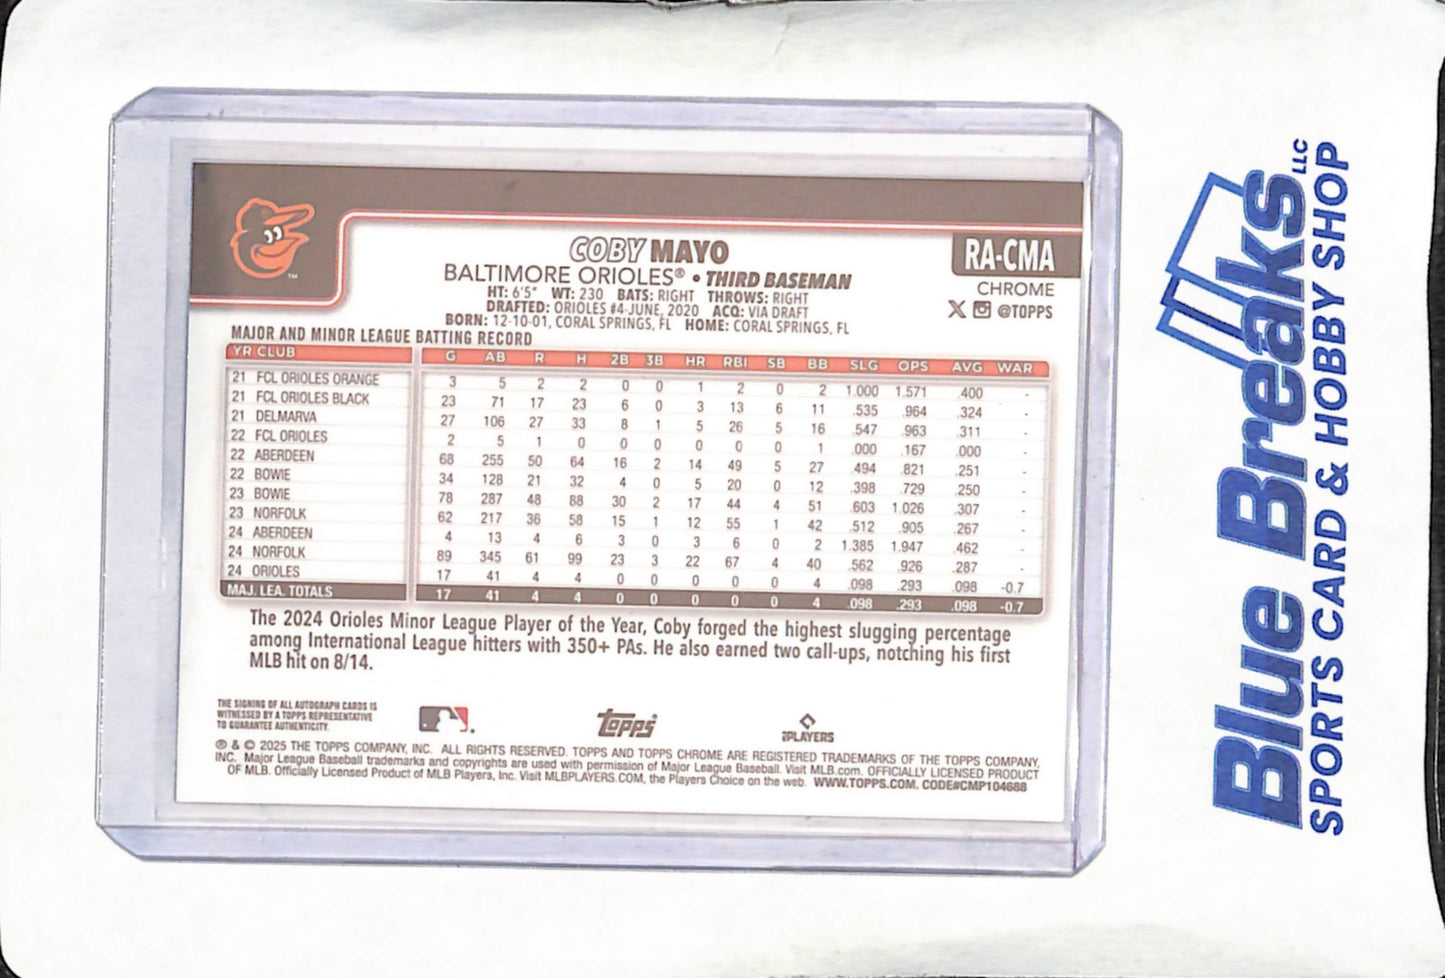 COBY MAYO
BALTIMORE ORIOLES® • THIRD BASEMAN
HT: 6'5" WT: 230 BATS: RIGHT THROWS: RIGHT
DRAFTED: ORIOLES #4-JUNE, 2020 ACQ: VIA DRAFT
BORN: 12-10-01, CORAL SPRINGS, FL HOME: CORAL SPRINGS, FL
RA-CMA
CHROME
X @TOPPS
TM
MAJOR AND MINOR LEAGUE BATTING RECORD
YR CLUB G AB R H 2B 3B HR RBI SB BB SLG OPS AVG WAR
21 FCL ORIOLES ORANGE 3 5 2 2 0 0 1 2 0 2 1.000 1.571 .400 -
21 FCL ORIOLES BLACK 23 71 17 23 6 0 3 13 6 11 .535 .964 .324 -
21 DELMARVA 27 106 27 33 8 1 5 26 5 16 .547 .963 .311 -
22 FCL ORIOLES 2 5 1 0 0 0 0 0 0 1 .000 .167 .000 -
22 ABERDEEN 68 255 50 64 16 2 14 49 5 27 .494 .821 .251 -
22 BOWIE 34 128 21 32 4 0 5 20 0 12 .398 .729 .250 -
23 BOWIE 78 287 48 88 30 2 17 44 4 51 .603 1.026 .307 -
23 NORFOLK 62 217 36 58 15 1 12 55 1 42 .512 .905 .267 -
24 ABERDEEN 4 13 4 6 3 0 3 6 0 2 1.385 1.947 .462 -
24 NORFOLK 89 345 61 99 23 3 22 67 4 40 .562 .926 .287 -
24 ORIOLES 17 41 4 4 0 0 0 0 0 4 .098 .293 .098 -0.7
MAJ. LEA. TOTALS 17 41 4 4 0 0 0 0 0 4 .098 .293 .098 -0.7
The 2024 Orioles Minor League Player of the Year, Coby forged the highest slugging percentage
among International League hitters with 350+ PAs. He also earned two call-ups, notching his first
MLB hit on 8/14.
THE SIGNING OF ALL AUTOGRAPH CARDS IS
WITNESSED BY A TOPPS REPRESENTATIVE
TO GUARANTEE AUTHENTICITY.
Topps
PLAYERS
® & © 2025 THE TOPPS COMPANY, INC. ALL RIGHTS RESERVED. TOPPS AND TOPPS CHROME ARE REGISTERED TRADEMARKS OF THE TOPPS COMPANY,
INC. Major League Baseball trademarks and copyrights are used with permission of Major League Baseball. Visit MLB.com. OFFICIALLY LICENSED PRODUCT
OF MLB. Officially Licensed Product of MLB Players, Inc. Visit MLBPLAYERS.COM, the Players Choice on the web. WWW.TOPPS.COM. CODE#CMP104688
Blue Breaks LLC
SPORTS CARD & HOBBY SHOP